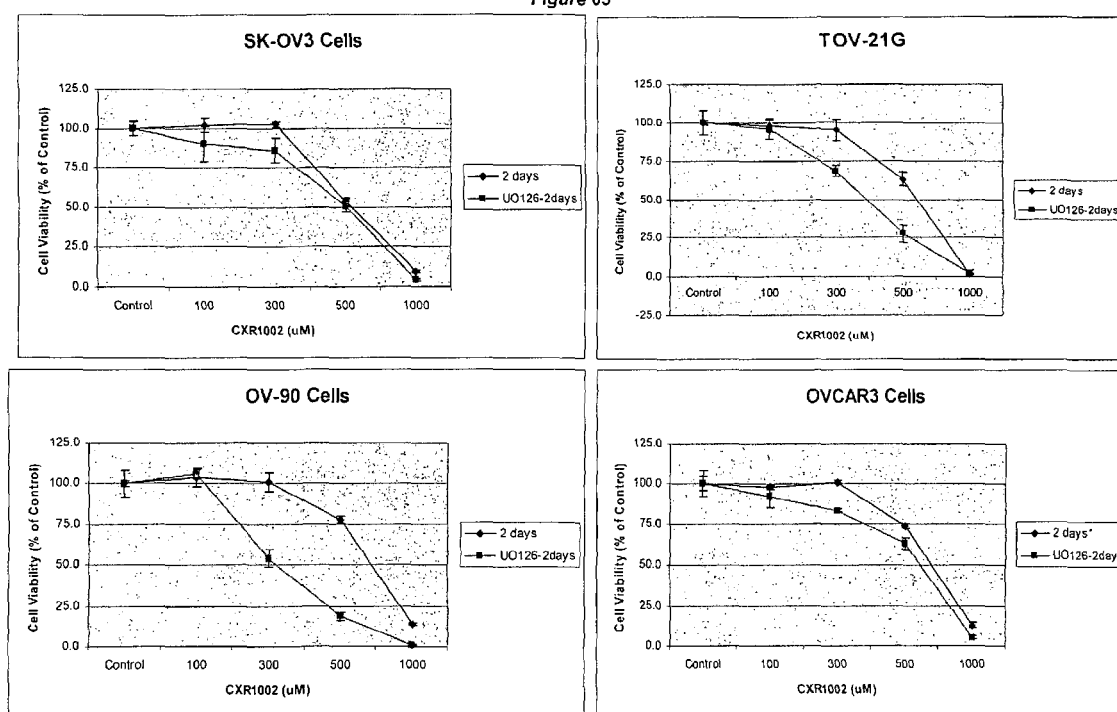 SK-OV3 Cells
Cell Viability (% of Control)
125.0
100.0
75.0
50.0
25.0
0.0
Control 100 300 500 1000
CXR1002 (uM)
2 days
UO126-2days
TOV-21G
Cell Viability (% of Control)
125.0
100.0
75.0
50.0
25.0
0.0
-25.0
Control 100 300 500 1000
CXR1002 (uM)
2 days
UO126-2days
OV-90 Cells
Cell Viability (% of Control)
125.0
100.0
75.0
50.0
25.0
0.0
Control 100 300 500 1000
CXR1002 (uM)
2 days
UO126-2days
OVCAR3 Cells
Cell Viability (% of Control)
125.0
100.0
75.0
50.0
25.0
0.0
Control 100 300 500 1000
CXR1002 (uM)
2 days*
UO126-2day